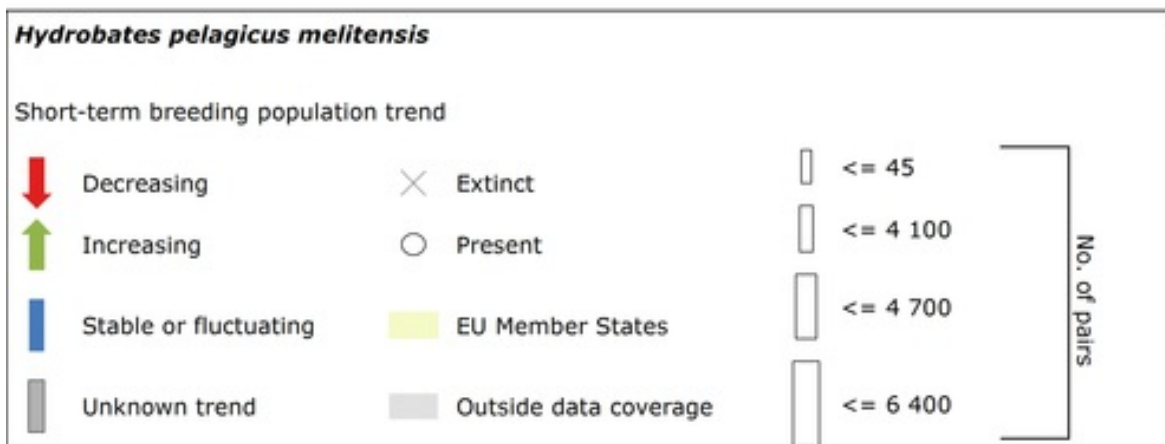 Hydrobates pelagicus melitensis
Short-term breeding population trend
Decreasing
Increasing
Stable or fluctuating
Unknown trend
Extinct
Present
EU Member States
Outside data coverage
<= 45
<= 4 100
<= 4 700
<= 6 400
No. of pairs